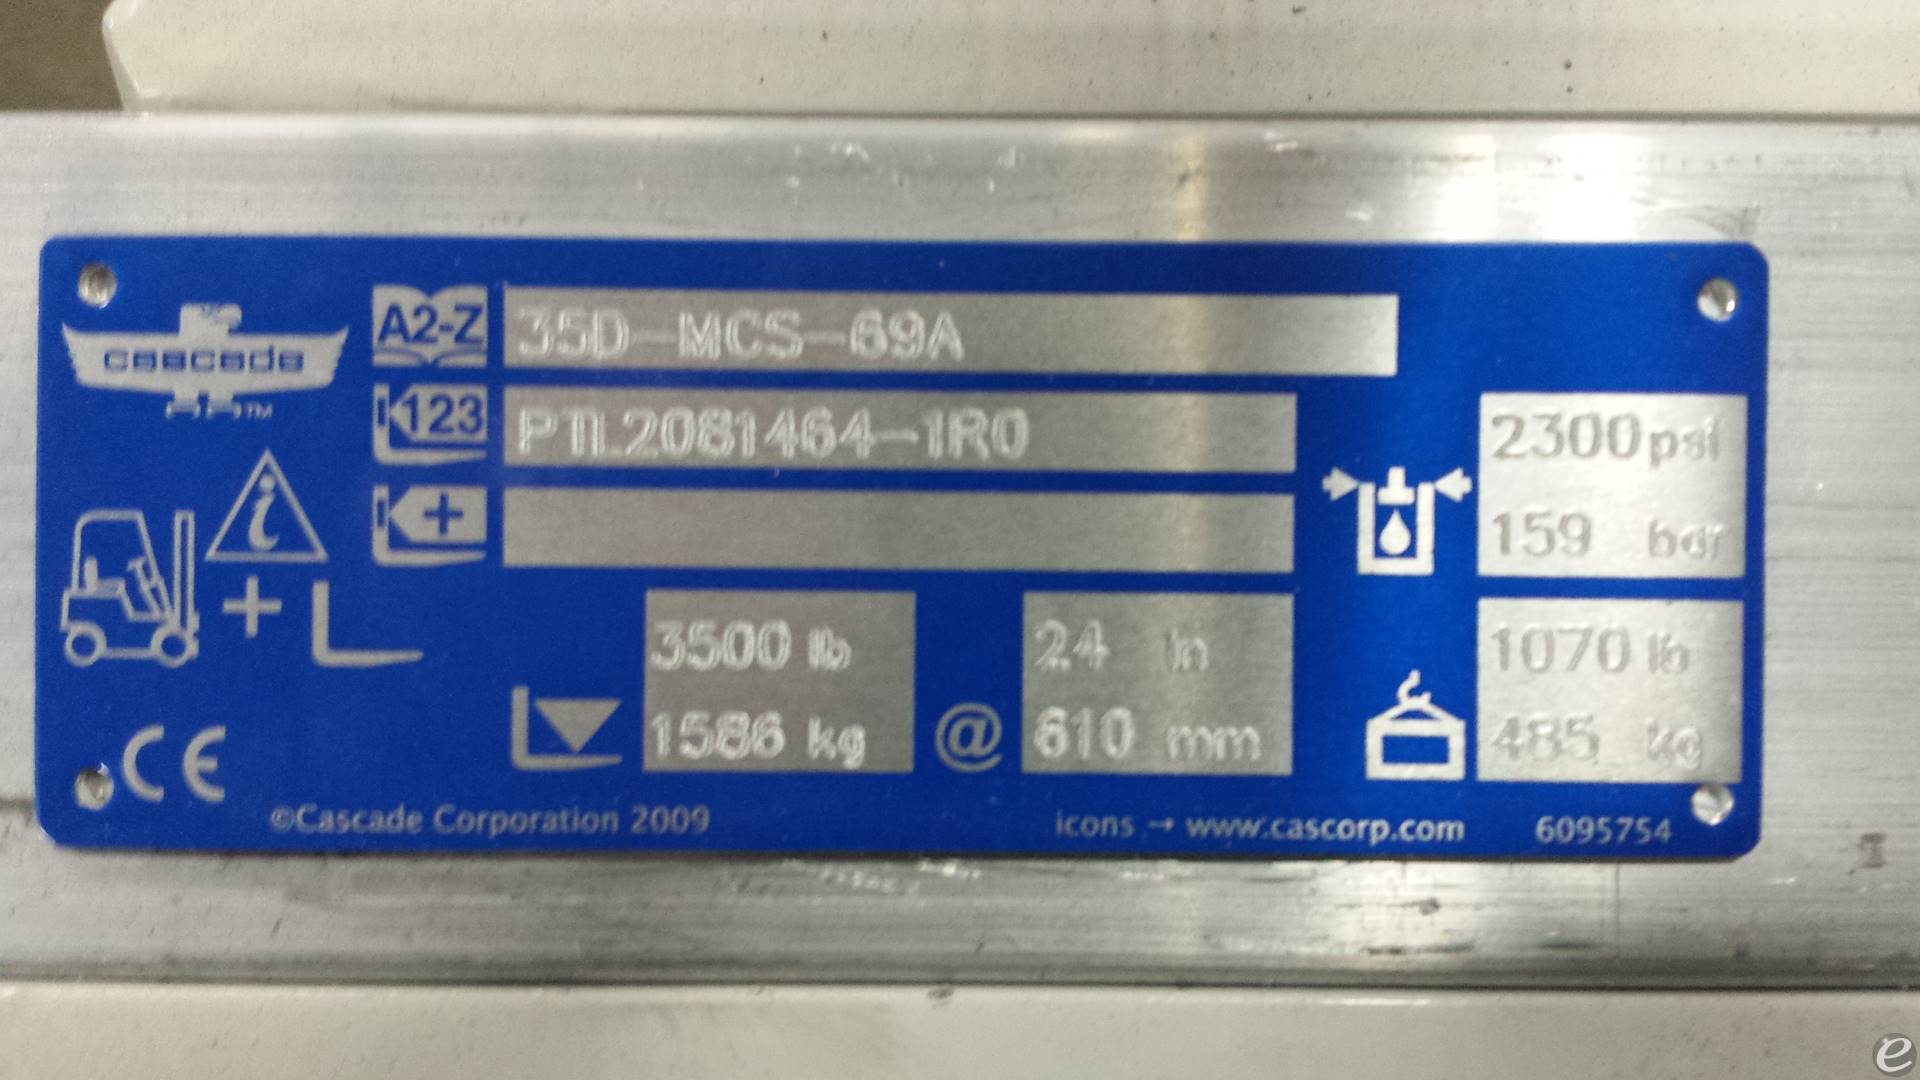 cascade
TM
A2-Z
35D-MCS-69A
123
PTL2081464-1R0
+
2300 psi
159 bar
i
+
3500 lb
1586 kg
@
24 in
610 mm
1070 lb
485 kg
CE
©Cascade Corporation 2009
icons → www.cascorp.com
6095754
e